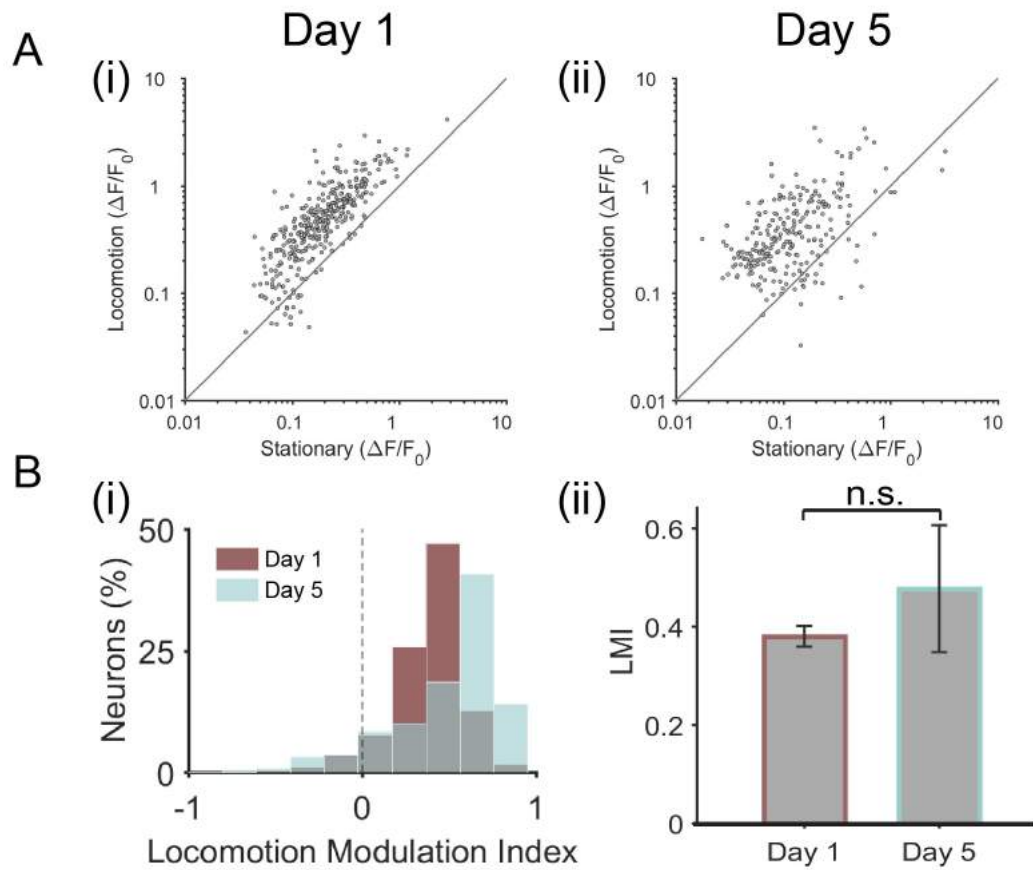 Day 1
Day 5
A
(i)
(ii)
10
1
0.1
0.01
Locomotion (ΔF/F0)
0.01
0.1
1
10
Stationary (ΔF/F0)
10
1
0.1
0.01
Locomotion (ΔF/F0)
0.01
0.1
1
10
Stationary (ΔF/F0)
B
(i)
(ii)
50
25
0
Neurons (%)
Day 1
Day 5
-1
0
1
Locomotion Modulation Index
n.s.
0.6
0.4
0.2
0
LMI
Day 1
Day 5